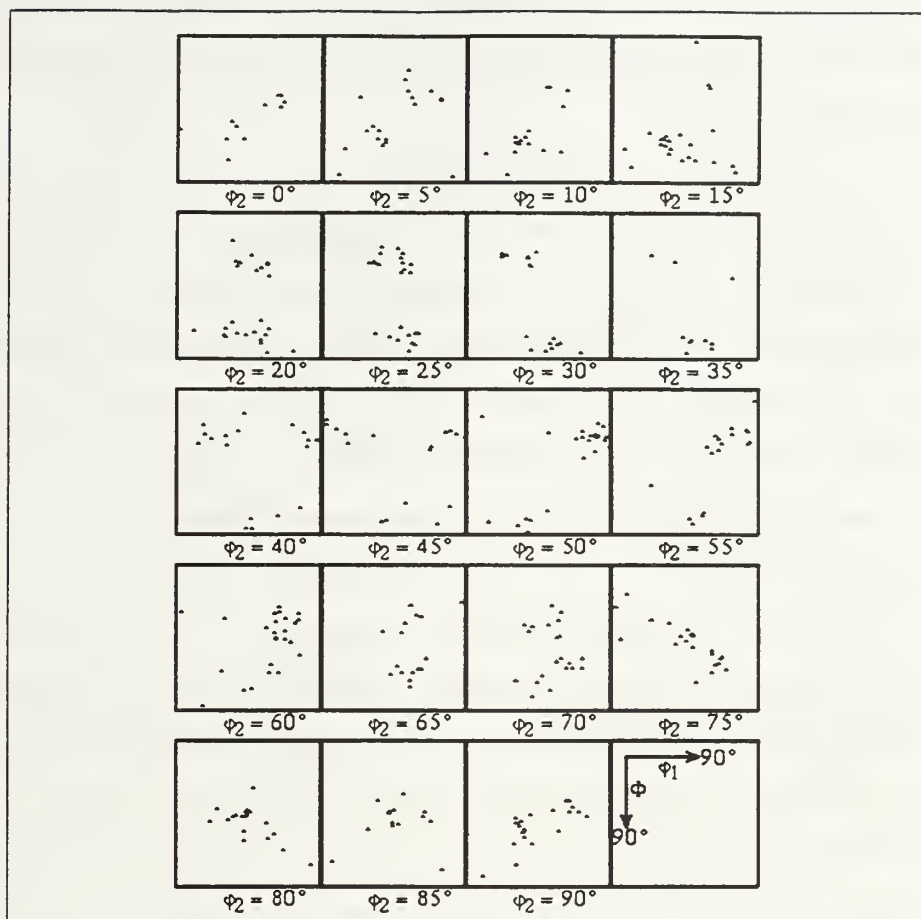 φ2 = 0° φ2 = 5° φ2 = 10° φ2 = 15°
φ2 = 20° φ2 = 25° φ2 = 30° φ2 = 35°
φ2 = 40° φ2 = 45° φ2 = 50° φ2 = 55°
φ2 = 60° φ2 = 65° φ2 = 70° φ2 = 75°
90°
φ1
Φ
90°
φ2 = 80° φ2 = 85° φ2 = 90°